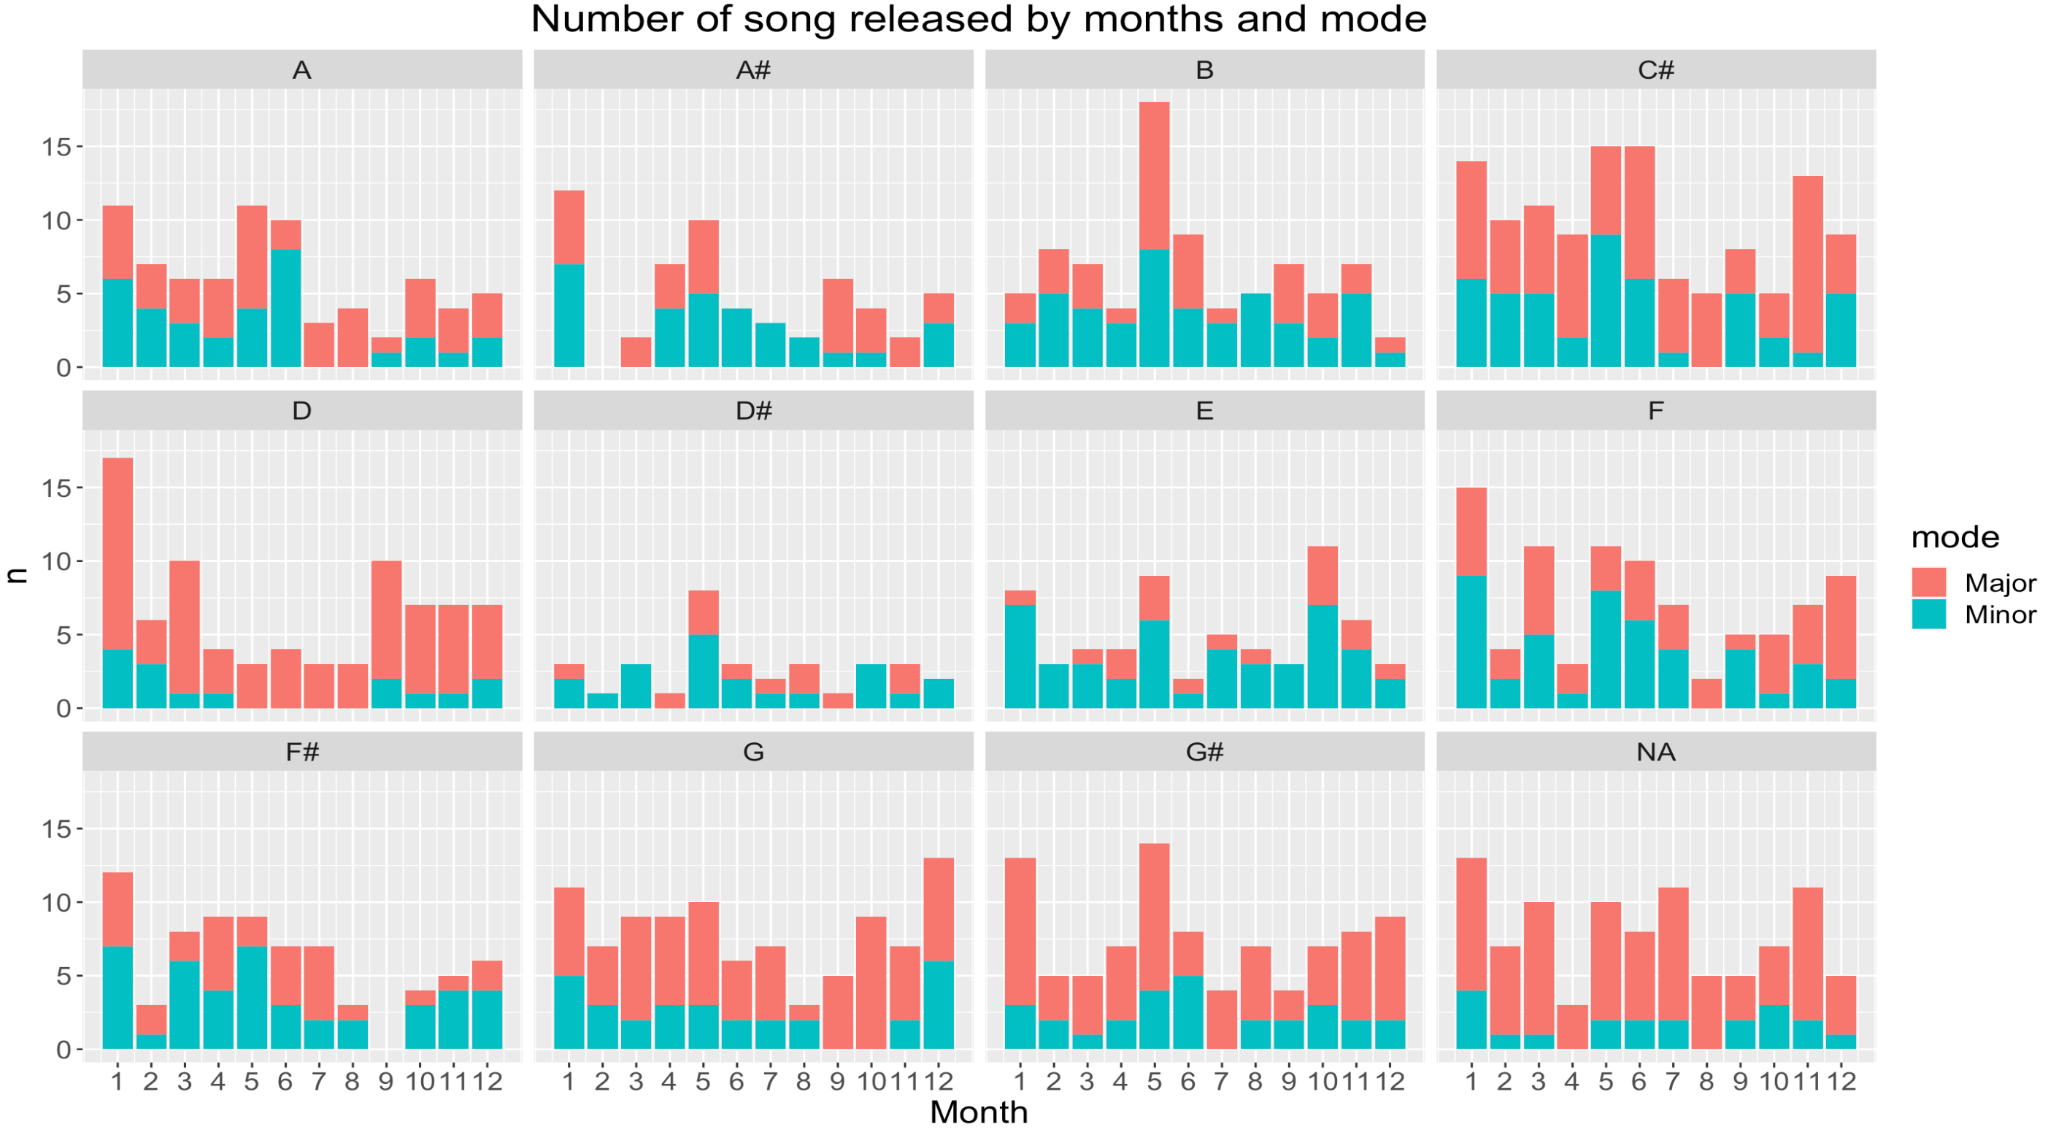 Number of song released by months and mode
A A# B C#
15
10
5
0
D D# E F
15
10
5
0
n
mode
Major
Minor
F# G G# NA
15
10
5
0
1 2 3 4 5 6 7 8 9 10 11 12 1 2 3 4 5 6 7 8 9 10 11 12 1 2 3 4 5 6 7 8 9 10 11 12 1 2 3 4 5 6 7 8 9 10 11 12
Month